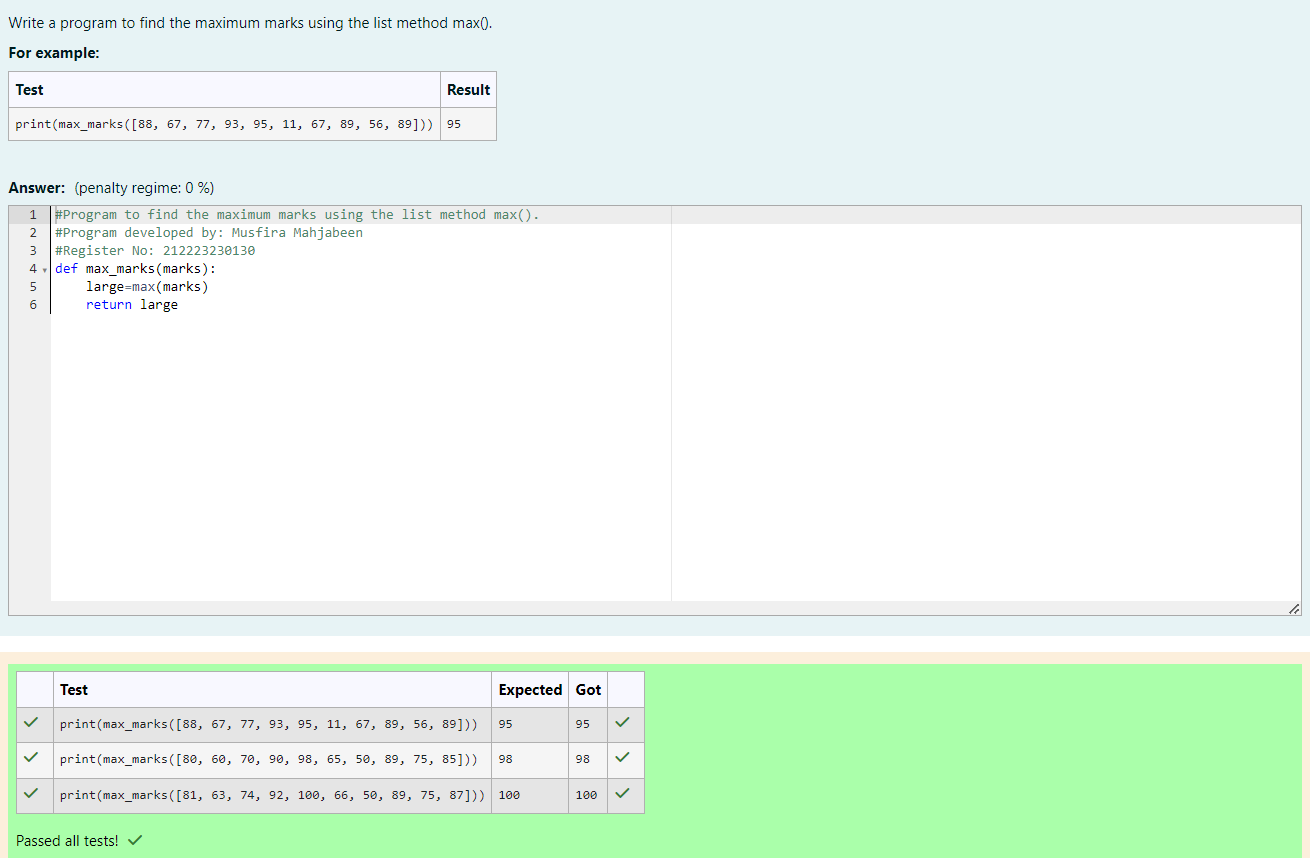 Write a program to find the maximum marks using the list method max().
For example:
Test Result
print(max_marks([88, 67, 77, 93, 95, 11, 67, 89, 56, 89])) 95
Answer: (penalty regime: 0 %)
1 #Program to find the maximum marks using the list method max().
2 #Program developed by: Musfira Mahjabeen
3 #Register No: 212223230130
4 def max_marks(marks):
5     large=max(marks)
6     return large
Test Expected Got
print(max_marks([88, 67, 77, 93, 95, 11, 67, 89, 56, 89])) 95 95
print(max_marks([80, 60, 70, 90, 98, 65, 50, 89, 75, 85])) 98 98
print(max_marks([81, 63, 74, 92, 100, 66, 50, 89, 75, 87])) 100 100
Passed all tests!